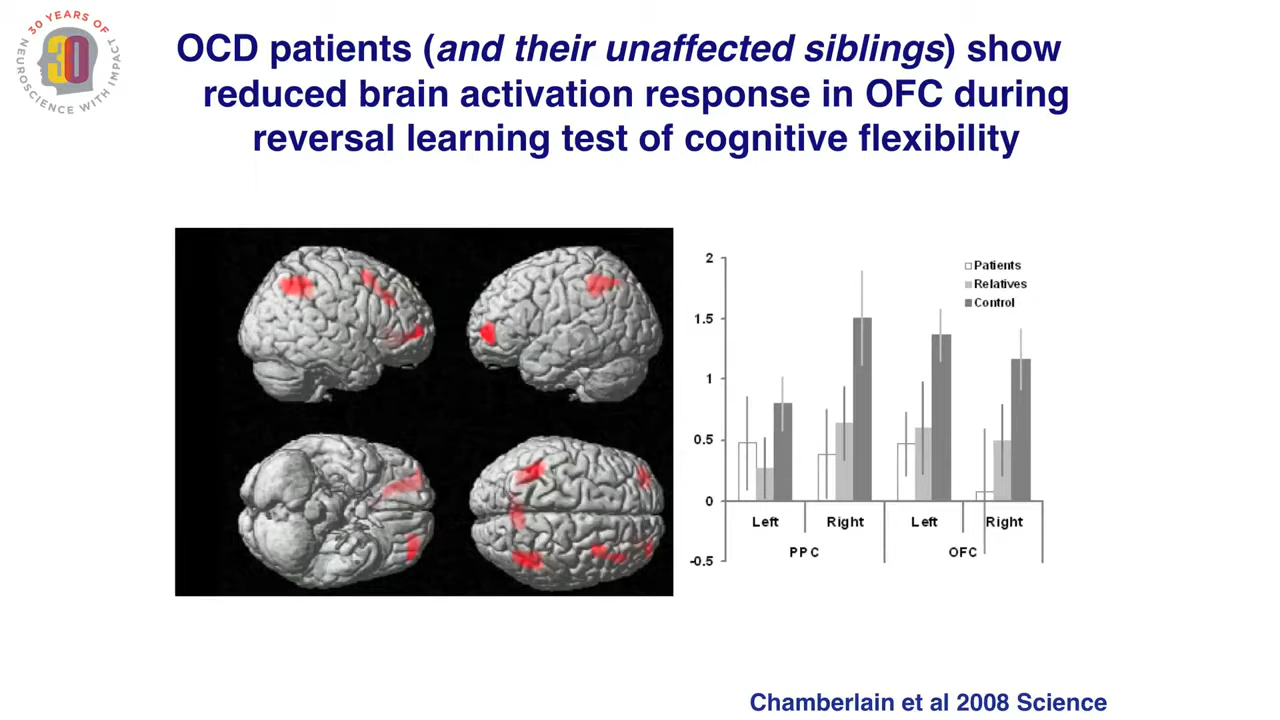 30 YEARS OF
NEUROSCIENCE WITH IMPACT
30
OCD patients (and their unaffected siblings) show
reduced brain activation response in OFC during
reversal learning test of cognitive flexibility
2
1.5
1
0.5
0
-0.5
Patients
Relatives
Control
Left Right Left Right
PPC OFC
Chamberlain et al 2008 Science